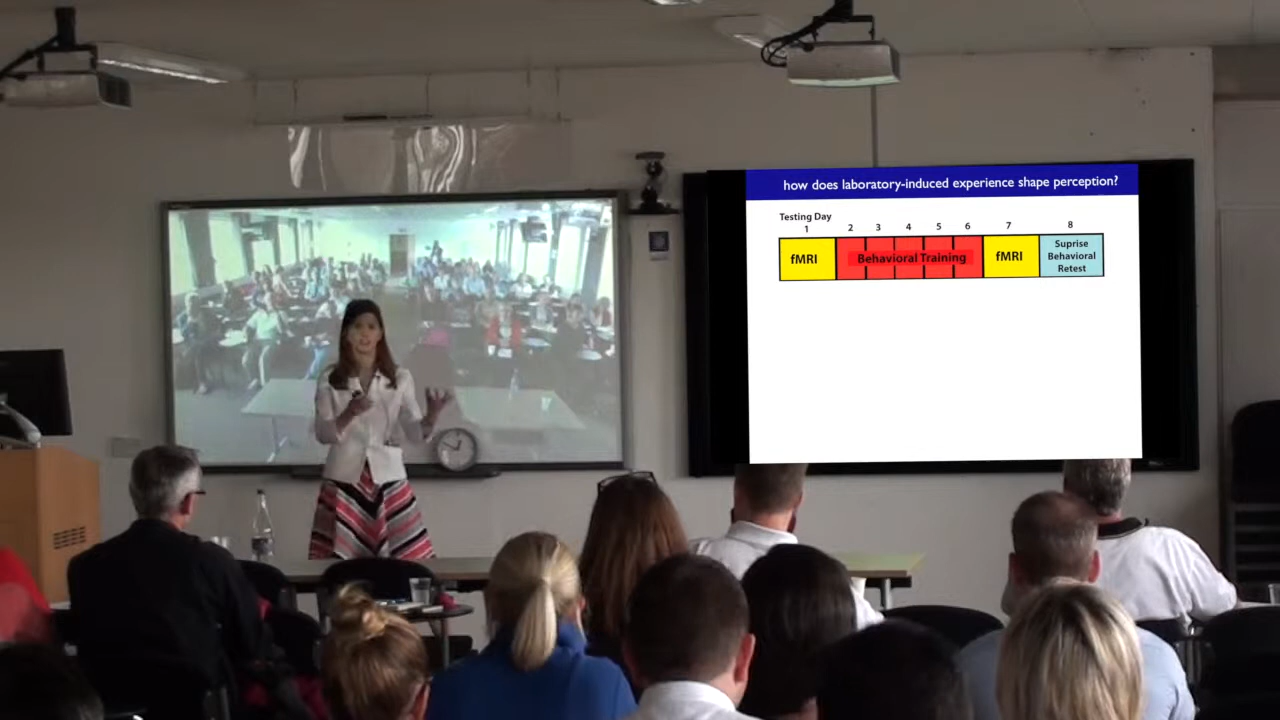 how does laboratory-induced experience shape perception?
Testing Day
1 2 3 4 5 6 7 8
fMRI Behavioral Training fMRI Suprise
Behavioral
Retest